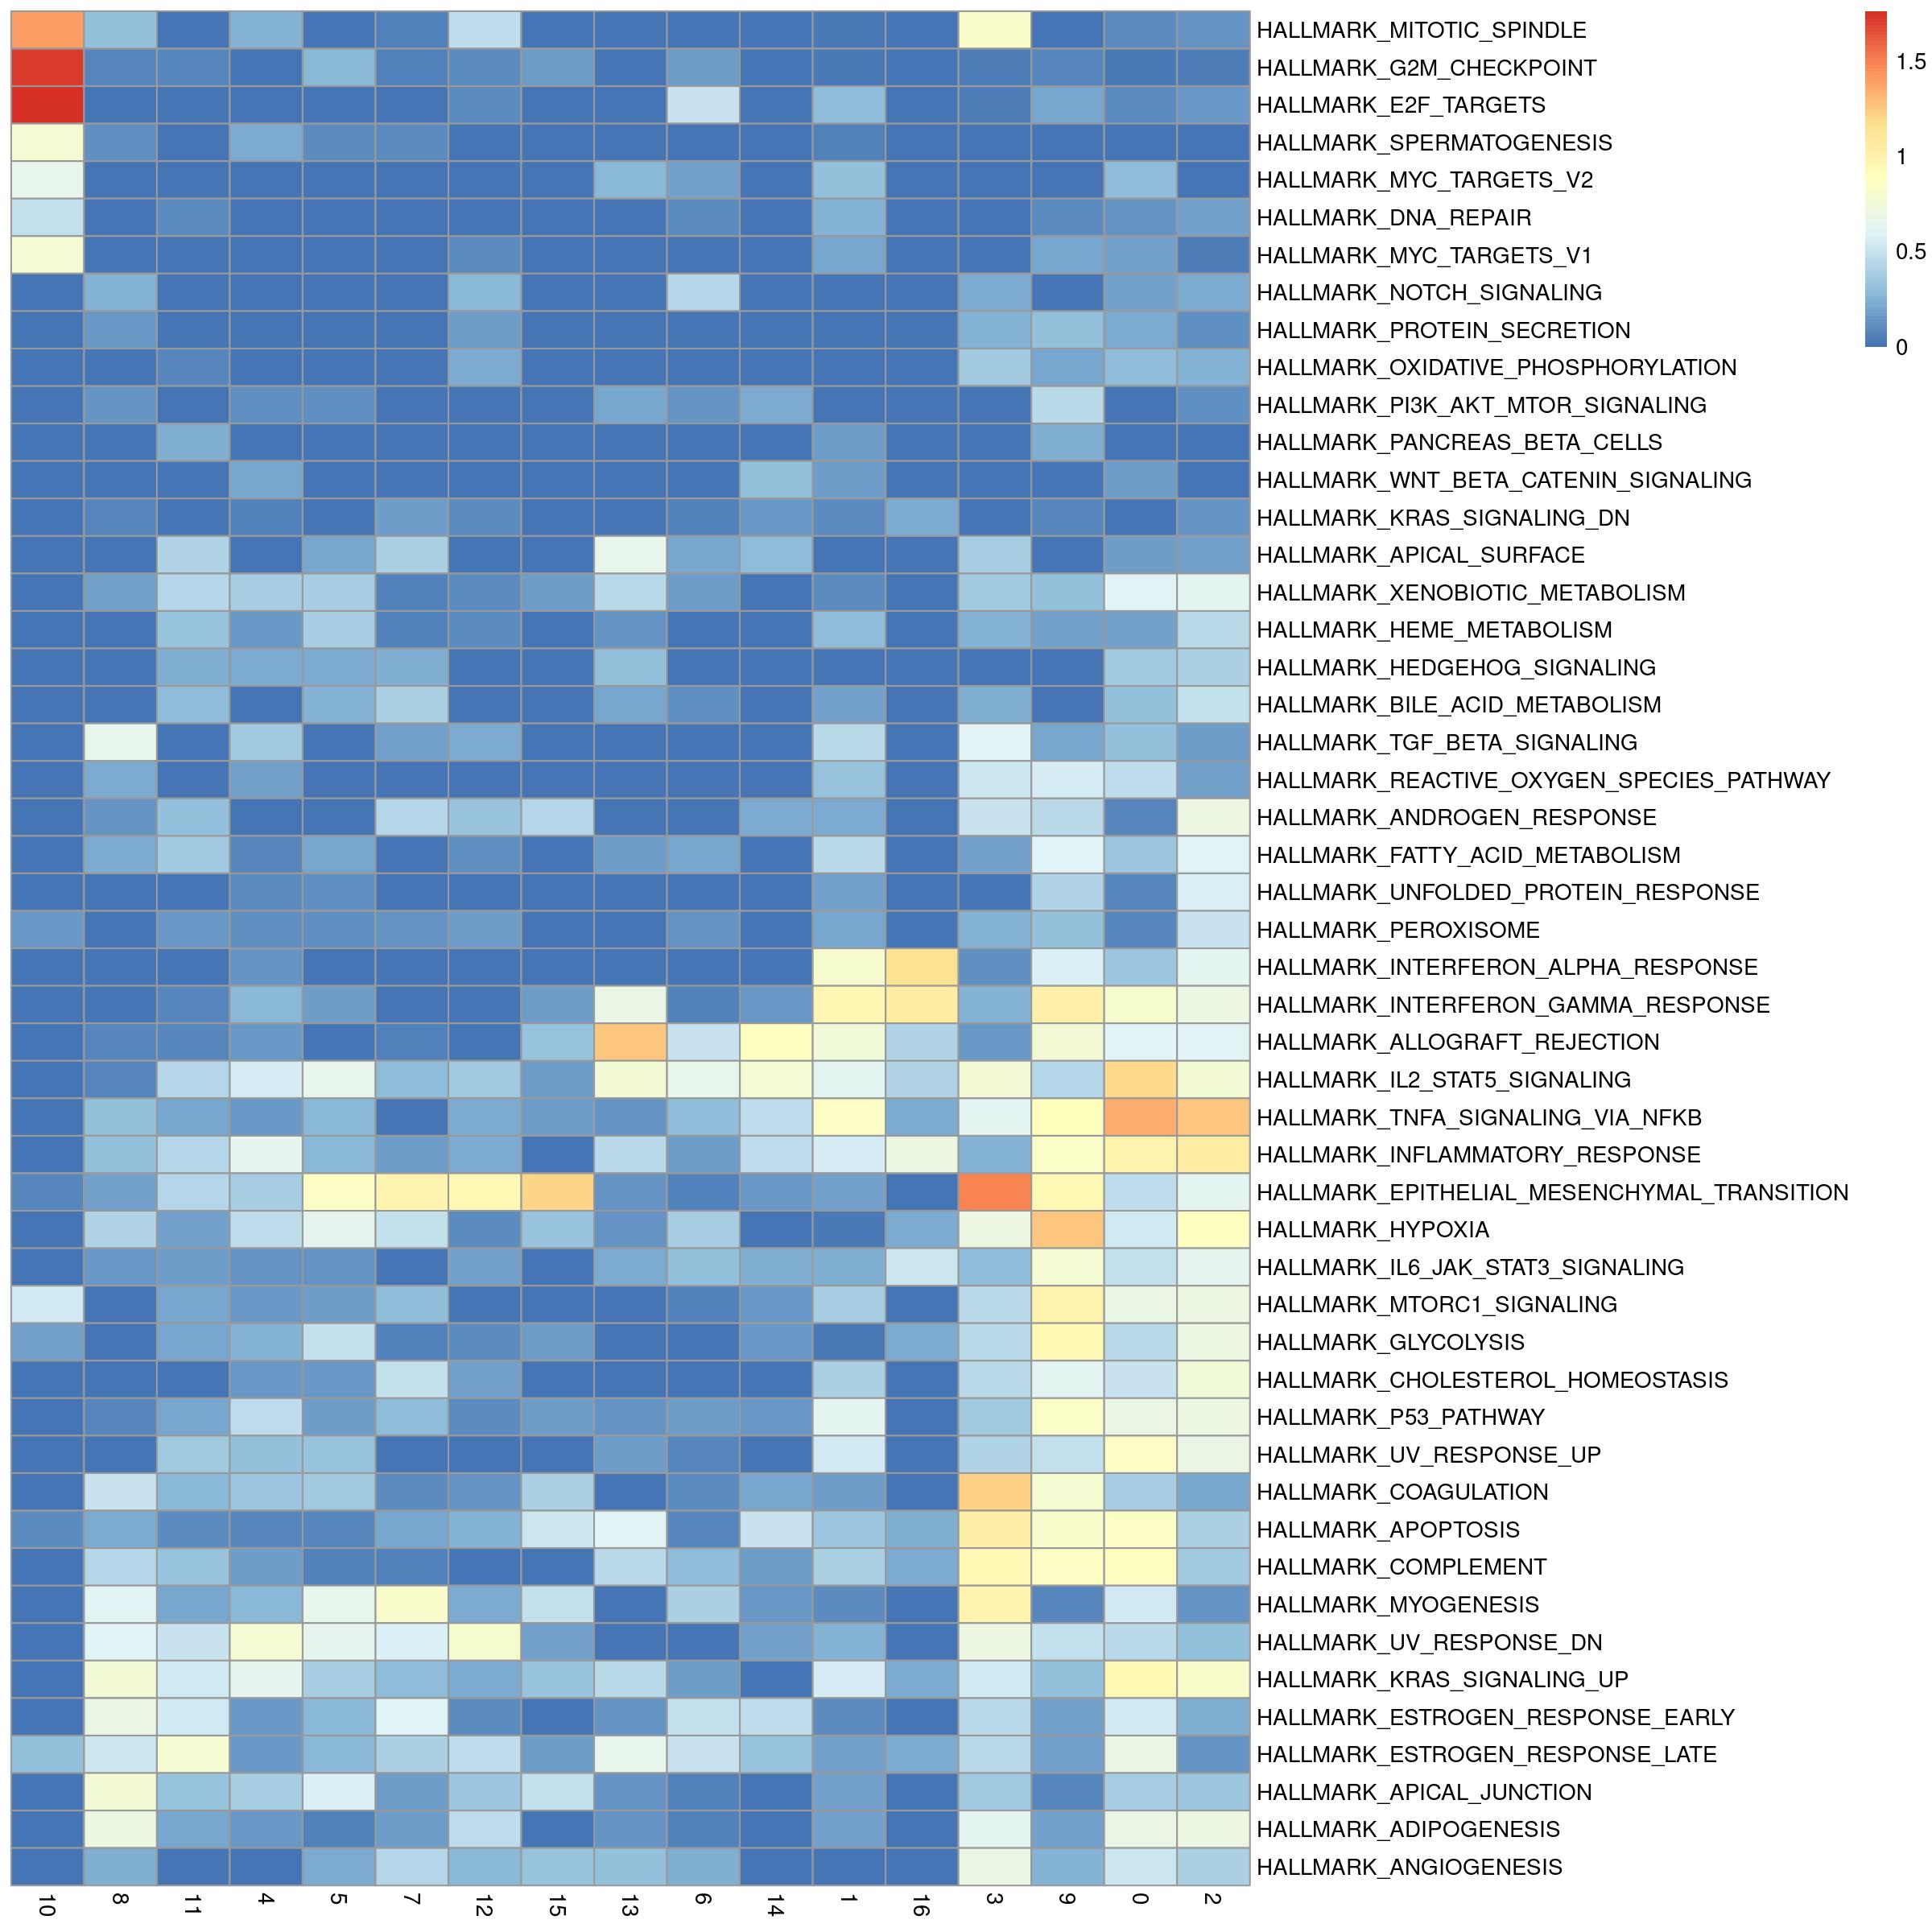 HALLMARK_MITOTIC_SPINDLE
HALLMARK_G2M_CHECKPOINT
HALLMARK_E2F_TARGETS
HALLMARK_SPERMATOGENESIS
HALLMARK_MYC_TARGETS_V2
HALLMARK_DNA_REPAIR
HALLMARK_MYC_TARGETS_V1
HALLMARK_NOTCH_SIGNALING
HALLMARK_PROTEIN_SECRETION
HALLMARK_OXIDATIVE_PHOSPHORYLATION
HALLMARK_PI3K_AKT_MTOR_SIGNALING
HALLMARK_PANCREAS_BETA_CELLS
HALLMARK_WNT_BETA_CATENIN_SIGNALING
HALLMARK_KRAS_SIGNALING_DN
HALLMARK_APICAL_SURFACE
HALLMARK_XENOBIOTIC_METABOLISM
HALLMARK_HEME_METABOLISM
HALLMARK_HEDGEHOG_SIGNALING
HALLMARK_BILE_ACID_METABOLISM
HALLMARK_TGF_BETA_SIGNALING
HALLMARK_REACTIVE_OXYGEN_SPECIES_PATHWAY
HALLMARK_ANDROGEN_RESPONSE
HALLMARK_FATTY_ACID_METABOLISM
HALLMARK_UNFOLDED_PROTEIN_RESPONSE
HALLMARK_PEROXISOME
HALLMARK_INTERFERON_ALPHA_RESPONSE
HALLMARK_INTERFERON_GAMMA_RESPONSE
HALLMARK_ALLOGRAFT_REJECTION
HALLMARK_IL2_STAT5_SIGNALING
HALLMARK_TNFA_SIGNALING_VIA_NFKB
HALLMARK_INFLAMMATORY_RESPONSE
HALLMARK_EPITHELIAL_MESENCHYMAL_TRANSITION
HALLMARK_HYPOXIA
HALLMARK_IL6_JAK_STAT3_SIGNALING
HALLMARK_MTORC1_SIGNALING
HALLMARK_GLYCOLYSIS
HALLMARK_CHOLESTEROL_HOMEOSTASIS
HALLMARK_P53_PATHWAY
HALLMARK_UV_RESPONSE_UP
HALLMARK_COAGULATION
HALLMARK_APOPTOSIS
HALLMARK_COMPLEMENT
HALLMARK_MYOGENESIS
HALLMARK_UV_RESPONSE_DN
HALLMARK_KRAS_SIGNALING_UP
HALLMARK_ESTROGEN_RESPONSE_EARLY
HALLMARK_ESTROGEN_RESPONSE_LATE
HALLMARK_APICAL_JUNCTION
HALLMARK_ADIPOGENESIS
HALLMARK_ANGIOGENESIS
10 8 11 4 5 7 12 15 13 6 14 1 16 3 9 0 2
1.5
1
0.5
0